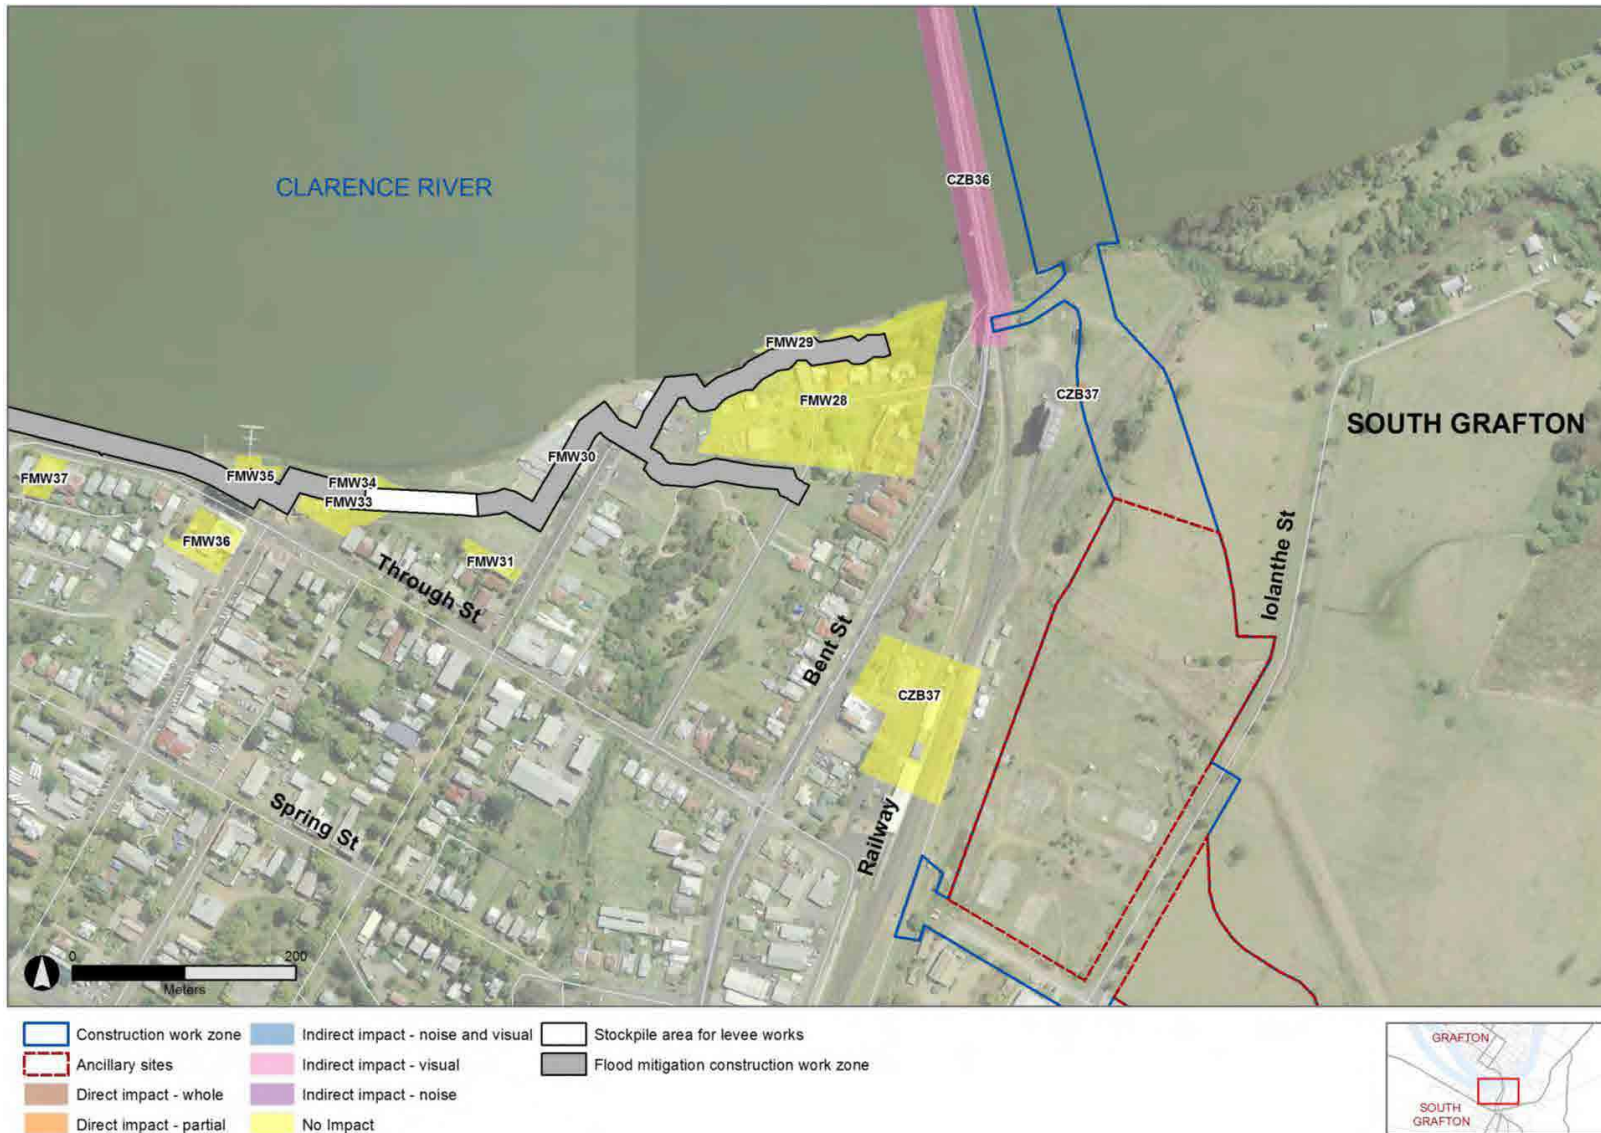 CLARENCE RIVER
CZB36
FMW29
CZB37
FMW28
SOUTH GRAFTON
FMW30
FMW37
FMW35
FMW34
FMW33
FMW36
FMW31
Through St
Iolanthe St
Bent St
CZB37
Spring St
Railway
0 200
Meters
Construction work zone
Ancillary sites
Direct impact - whole
Direct impact - partial
Indirect impact - noise and visual
Indirect impact - visual
Indirect impact - noise
No Impact
Stockpile area for levee works
Flood mitigation construction work zone
GRAFTON
SOUTH
GRAFTON